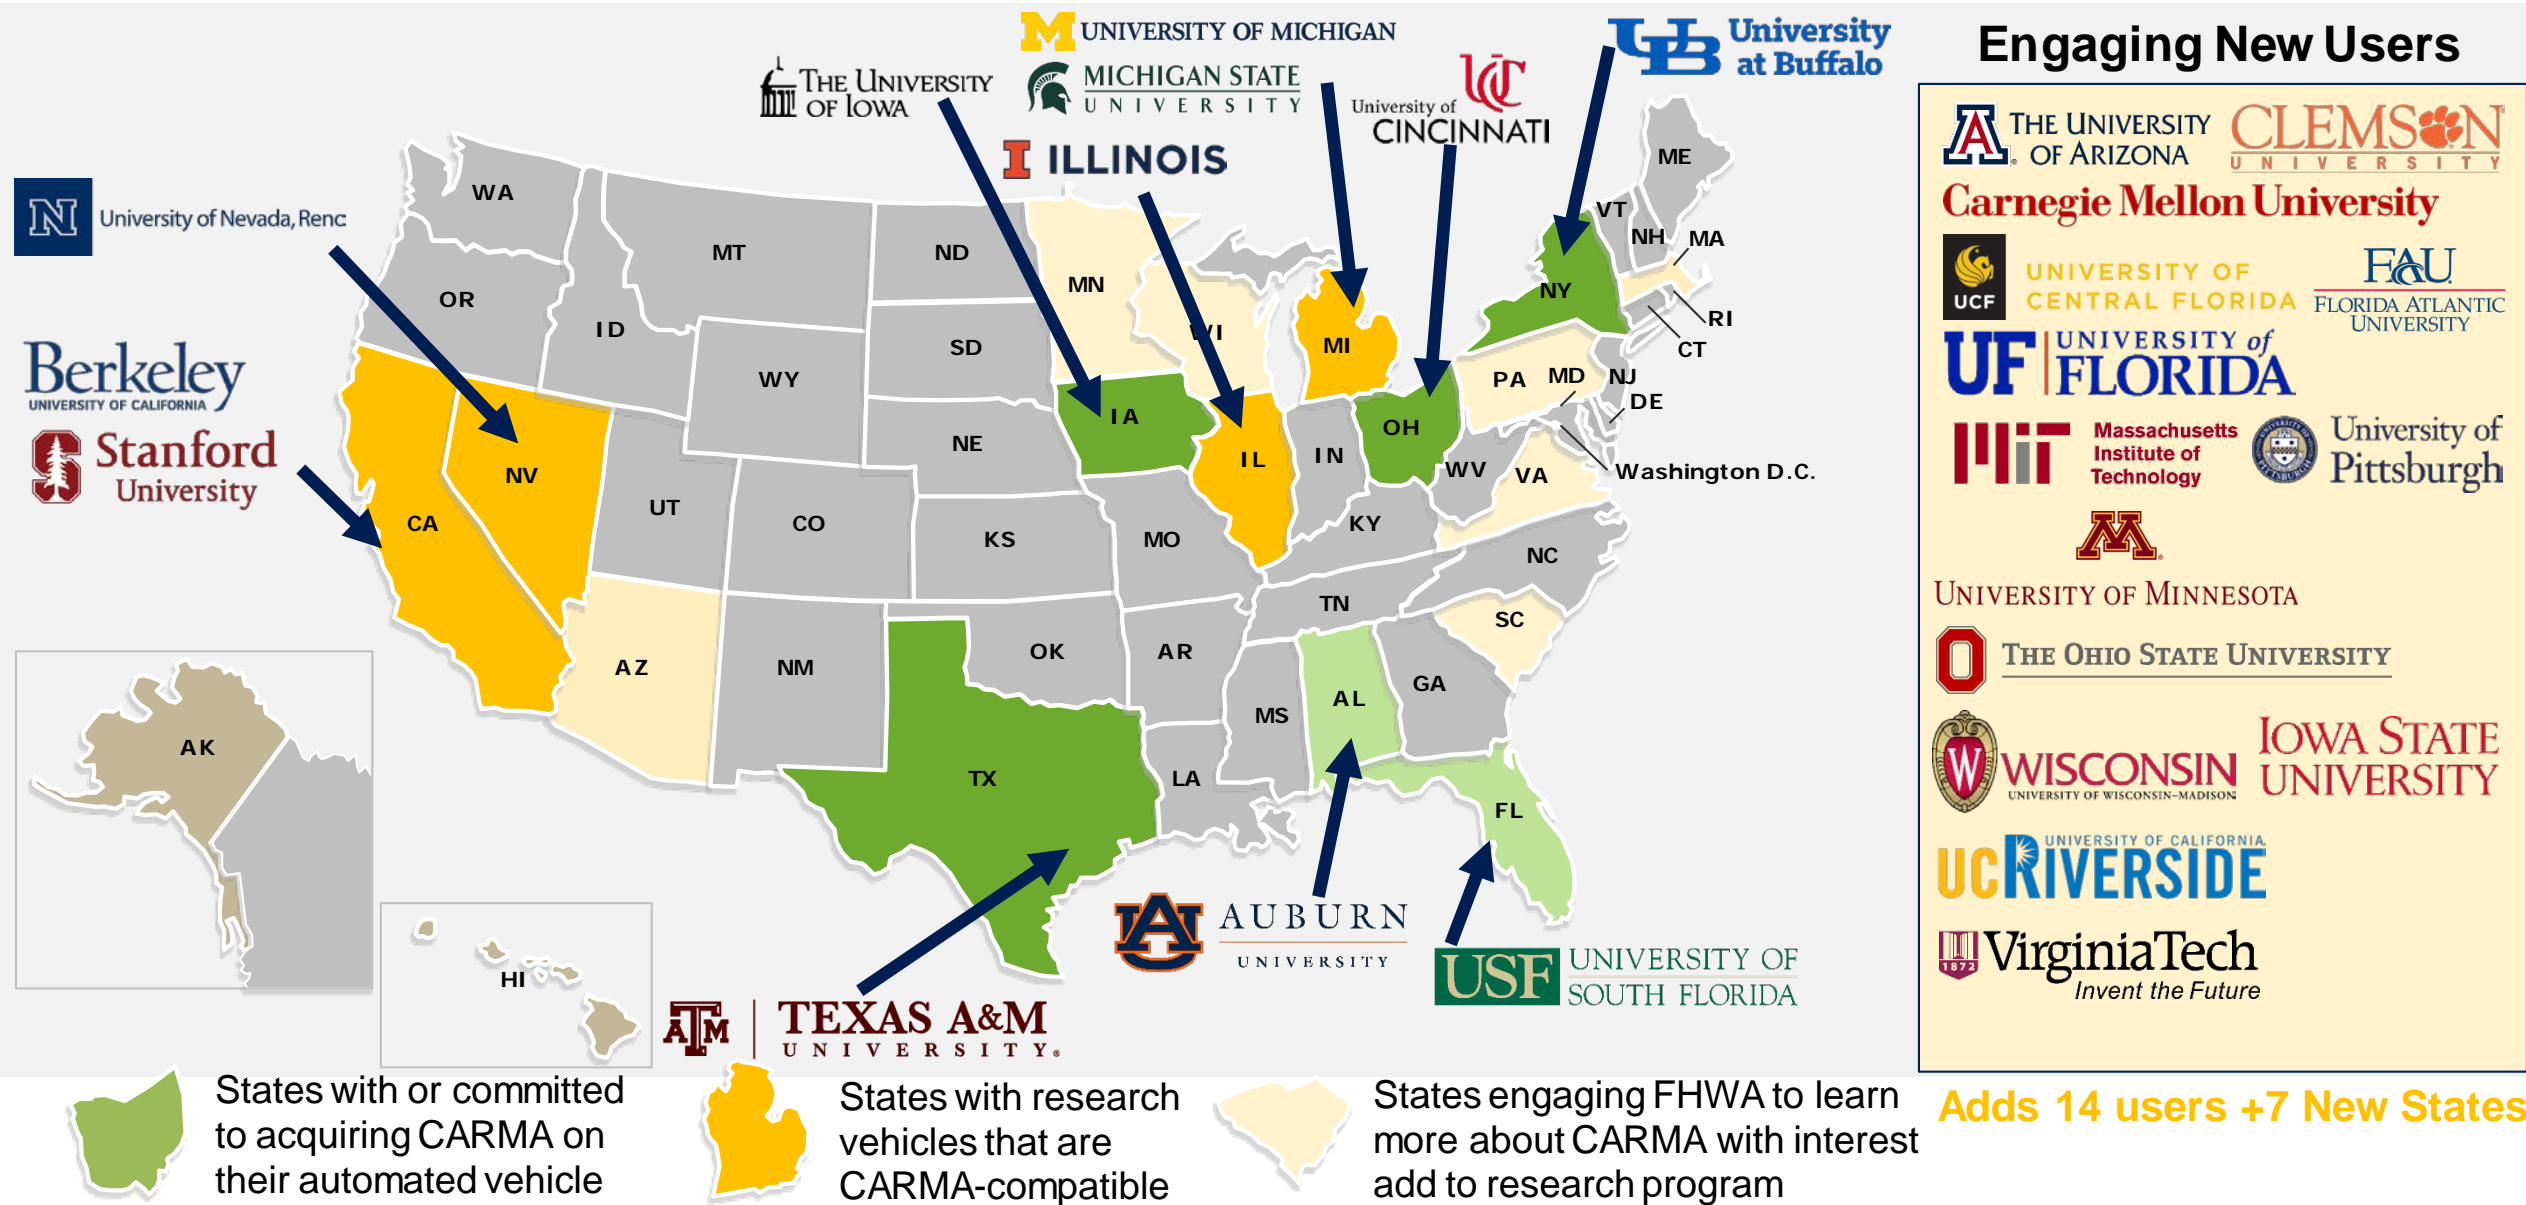 M UNIVERSITY OF MICHIGAN
MICHIGAN STATE
UNIVERSITY
THE UNIVERSITY
OF IOWA
I ILLINOIS
UC
University of
CINCINNATI
UB University
at Buffalo
N University of Nevada, Renc
Berkeley
UNIVERSITY OF CALIFORNIA
S Stanford
University
WA
OR
ID
MT
ND
SD
WY
NE
MN
WI
MI
IA
IL
IN
OH
NY
VT
NH
ME
MA
RI
CT
PA
MD
NJ
DE
Washington D.C.
WV
VA
NV
CA
UT
CO
KS
MO
KY
NC
TN
SC
AZ
NM
OK
AR
TX
LA
MS
AL
GA
FL
AK
HI
ATM TEXAS A&M
UNIVERSITY®
AU AUBURN
UNIVERSITY
USF UNIVERSITY OF
SOUTH FLORIDA
Engaging New Users
A THE UNIVERSITY
OF ARIZONA
CLEMSON
UNIVERSITY
Carnegie Mellon University
UCF
UNIVERSITY OF
CENTRAL FLORIDA
FAU
FLORIDA ATLANTIC
UNIVERSITY
UF UNIVERSITY of
FLORIDA
MIT
Massachusetts
Institute of
Technology
University of
Pittsburgh
M
UNIVERSITY OF MINNESOTA
O THE OHIO STATE UNIVERSITY
W WISCONSIN
UNIVERSITY OF WISCONSIN–MADISON
IOWA STATE
UNIVERSITY
UNIVERSITY OF CALIFORNIA
UCRIVERSIDE
1872 VirginiaTech
Invent the Future
Adds 14 users +7 New States
States with or committed
to acquiring CARMA on
their automated vehicle
States with research
vehicles that are
CARMA-compatible
States engaging FHWA to learn
more about CARMA with interest
add to research program